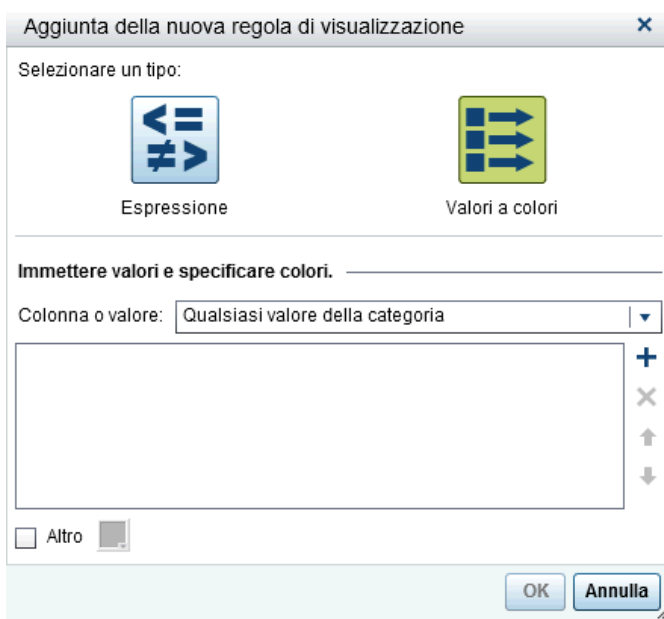 Aggiunta della nuova regola di visualizzazione
Selezionare un tipo:
Espressione
Valori a colori
Immettere valori e specificare colori.
Colonna o valore: Qualsiasi valore della categoria
Altro
OK Annulla